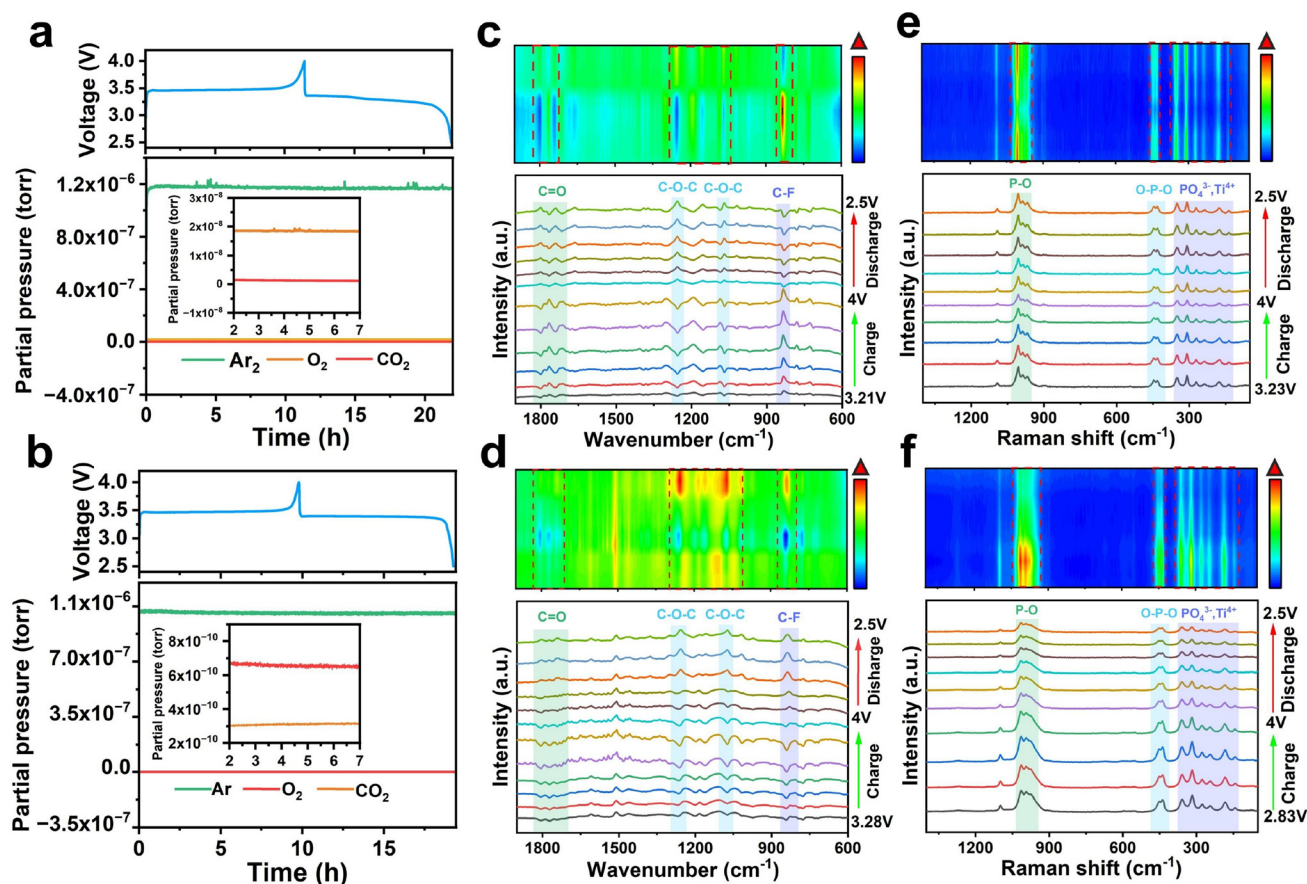 a
Voltage (V)
4.0
3.5
3.0
2.5
Partial pressure (torr)
1.2x10⁻⁶
8.0x10⁻⁷
4.0x10⁻⁷
0.0
−4.0x10⁻⁷
Partial pressure (torr)
3x10⁻⁸
2x10⁻⁸
1x10⁻⁸
0
−1x10⁻⁸
2 3 4 5 6 7
Ar₂ O₂ CO₂
0 5 10 15 20
Time (h)
b
Voltage (V)
4.0
3.5
3.0
2.5
Partial pressure (torr)
1.1x10⁻⁶
7.0x10⁻⁷
3.5x10⁻⁷
0.0
−3.5x10⁻⁷
Partial pressure (torr)
8x10⁻¹⁰
6x10⁻¹⁰
4x10⁻¹⁰
2x10⁻¹⁰
2 3 4 5 6 7
Ar O₂ CO₂
0 5 10 15
Time (h)
c
C=O C-O-C C-O-C C-F
Intensity (a.u.)
2.5V
Discharge
4V
Charge
3.21V
1800 1500 1200 900 600
Wavenumber (cm⁻¹)
d
C=O C-O-C C-O-C C-F
Intensity (a.u.)
2.5V
Disharge
4V
Charge
3.28V
1800 1500 1200 900 600
Wavenumber (cm⁻¹)
e
P-O O-P-O PO₄³⁻,Ti⁴⁺
Intensity (a.u.)
2.5V
Discharge
4V
Charge
3.23V
1200 900 600 300
Raman shift (cm⁻¹)
f
P-O O-P-O PO₄³⁻,Ti⁴⁺
Intensity (a.u.)
2.5V
Discharge
4V
Charge
2.83V
1200 900 600 300
Raman shift (cm⁻¹)